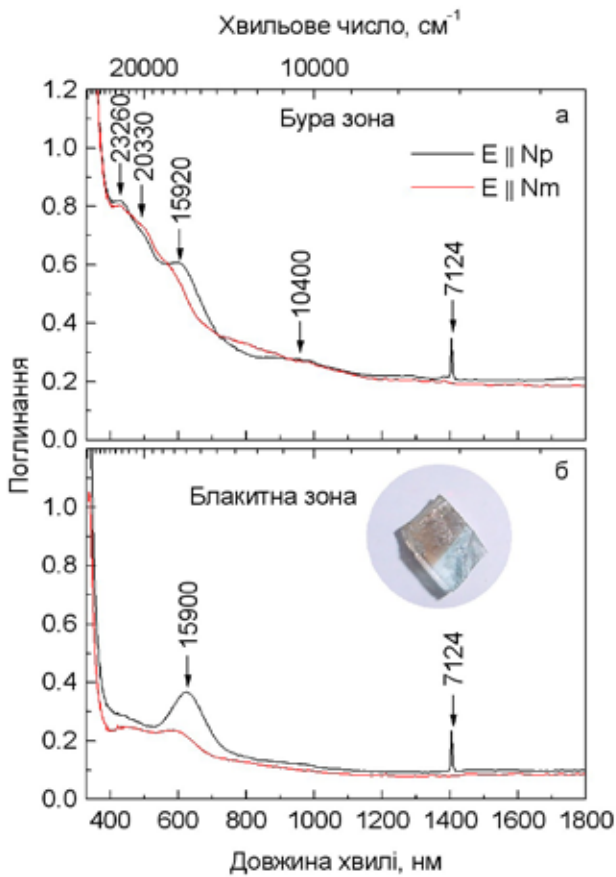 Хвильове число, см⁻¹
20000 10000
1.2
1.0
0.8
0.6
0.4
0.2
0.0
Бура зона
а
E || Np
E || Nm
23260
20330
15920
10400
7124
Поглинання
1.0
0.8
0.6
0.4
0.2
0.0
Блакитна зона
б
15900
7124
400 600 800 1000 1200 1400 1600 1800
Довжина хвилі, нм